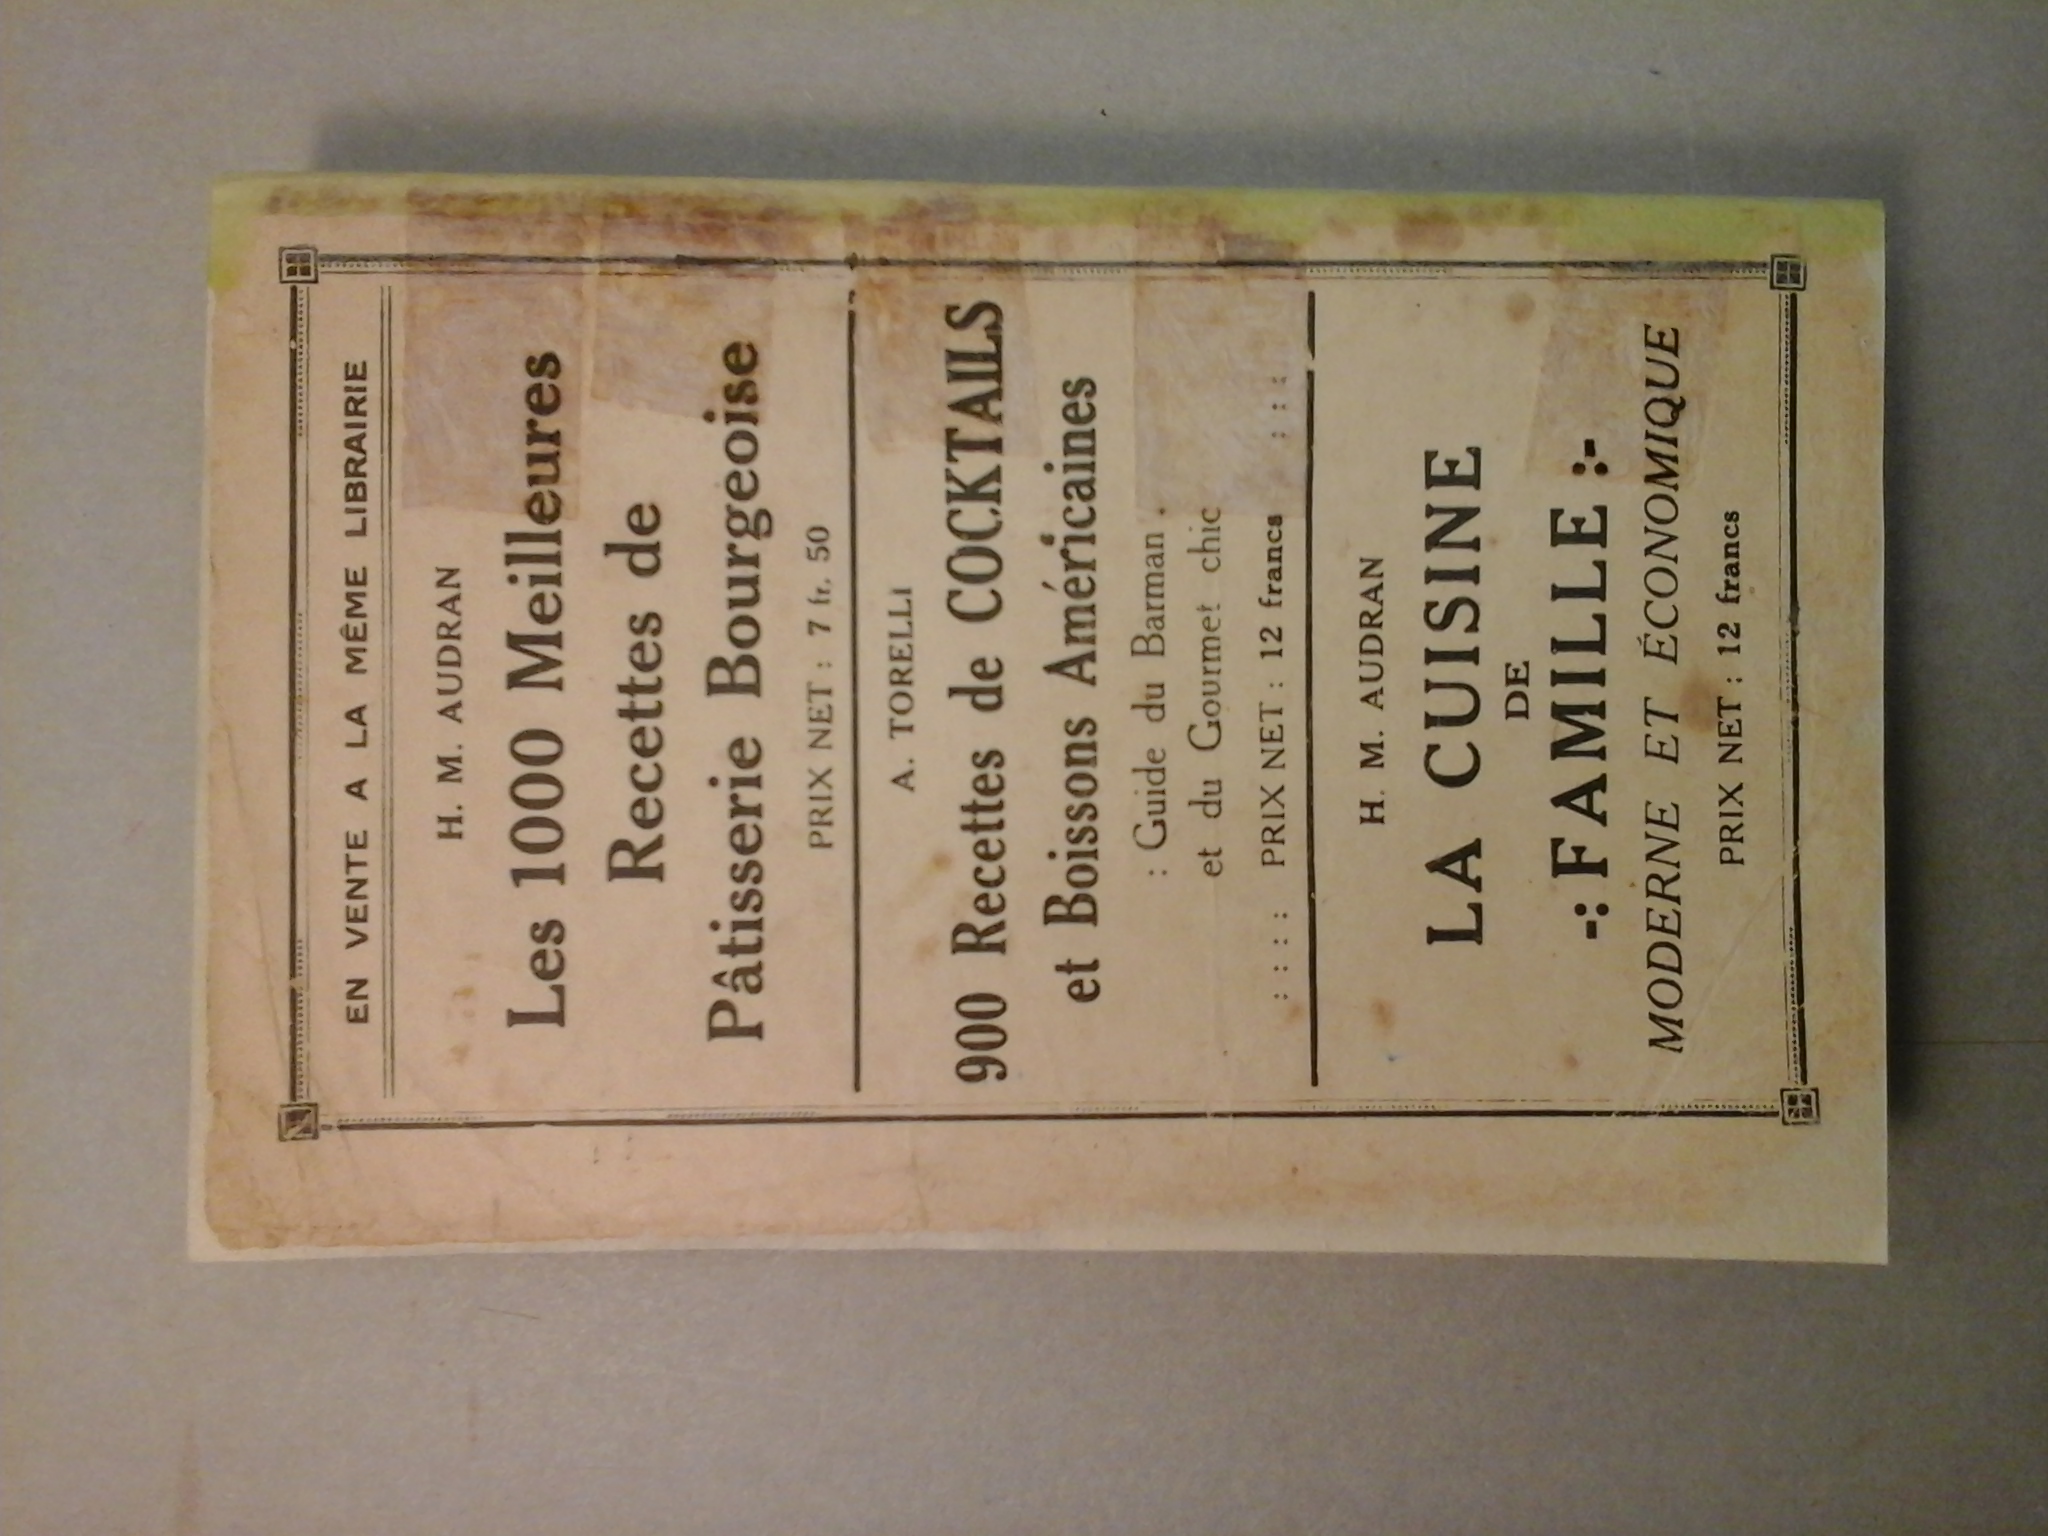 EN VENTE A LA MÊME LIBRAIRIE
H. M. AUDRAN
Les 1000 Meilleures
Recettes de
Pâtisserie Bourgeoise
PRIX NET : 7 fr. 50
A. TORELLI
900 Recettes de COCKTAILS
et Boissons Américaines
: Guide du Barman .
et du Gourmet chic
: : : : PRIX NET : 12 francs : : :
H. M. AUDRAN
LA CUISINE
DE
-: FAMILLE :-
MODERNE ET ÉCONOMIQUE
PRIX NET : 12 francs